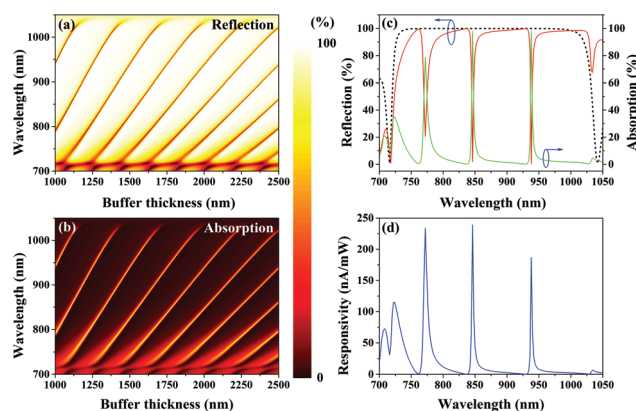 (a) Reflection
1000
900
800
700
Wavelength (nm)
1000 1250 1500 1750 2000 2250 2500
Buffer thickness (nm)
(b) Absorption
1000
900
800
700
Wavelength (nm)
1000 1250 1500 1750 2000 2250 2500
Buffer thickness (nm)
(%)
100
0
(c)
100
80
60
40
20
0
Reflection (%)
100
80
60
40
20
0
Absorption (%)
700 750 800 850 900 950 1000 1050
Wavelength (nm)
(d)
250
200
150
100
50
0
Responsivity (nA/mW)
700 750 800 850 900 950 1000 1050
Wavelength (nm)